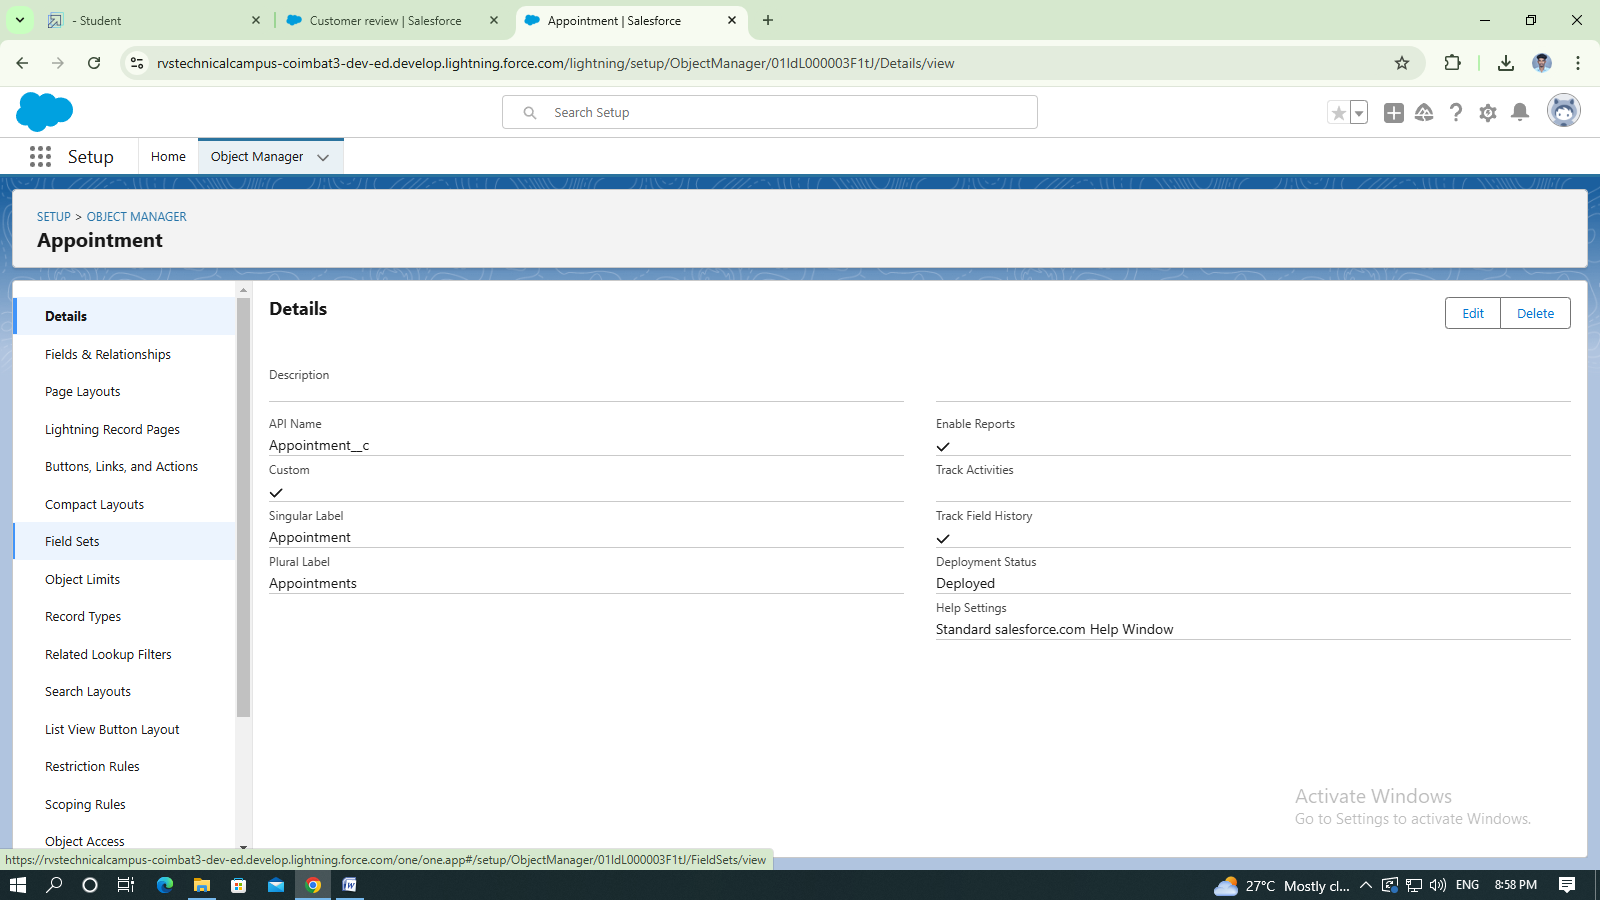 - Student
Customer review | Salesforce
Appointment | Salesforce
rvstechnicalcampus-coimbat3-dev-ed.develop.lightning.force.com/lightning/setup/ObjectManager/01IdL000003F1tJ/Details/view
Search Setup
Setup
Home
Object Manager
SETUP > OBJECT MANAGER
Appointment
Details
Fields & Relationships
Page Layouts
Lightning Record Pages
Buttons, Links, and Actions
Compact Layouts
Field Sets
Object Limits
Record Types
Related Lookup Filters
Search Layouts
List View Button Layout
Restriction Rules
Scoping Rules
Object Access
Details
Edit
Delete
Description
API Name
Appointment__c
Custom
Singular Label
Appointment
Plural Label
Appointments
Enable Reports
Track Activities
Track Field History
Deployment Status
Deployed
Help Settings
Standard salesforce.com Help Window
Activate Windows
Go to Settings to activate Windows.
https://rvstechnicalcampus-coimbat3-dev-ed.develop.lightning.force.com/one/one.app#/setup/ObjectManager/01IdL000003F1tJ/FieldSets/view
27°C Mostly cl...
ENG
8:58 PM